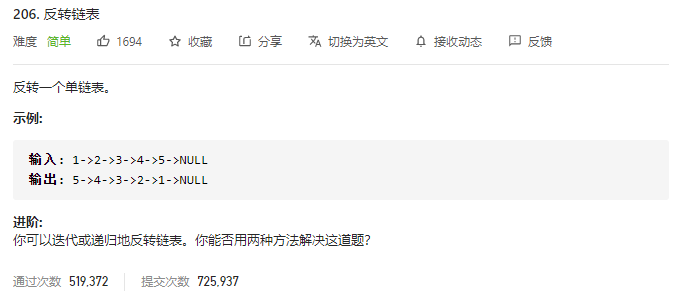 206. 反转链表
难度 简单 1694 收藏 分享 切换为英文 接收动态 反馈
反转一个单链表。
示例:
输入: 1->2->3->4->5->NULL
输出: 5->4->3->2->1->NULL
进阶:
你可以迭代或递归地反转链表。你能否用两种方法解决这道题?
通过次数 519,372 提交次数 725,937